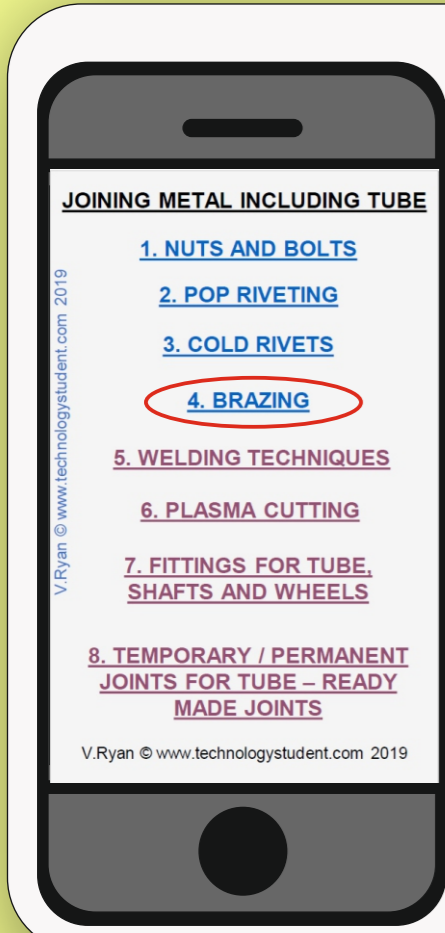 JOINING METAL INCLUDING TUBE
1. NUTS AND BOLTS
2. POP RIVETING
3. COLD RIVETS
4. BRAZING
5. WELDING TECHNIQUES
6. PLASMA CUTTING
7. FITTINGS FOR TUBE,
SHAFTS AND WHEELS
8. TEMPORARY / PERMANENT
JOINTS FOR TUBE – READY
MADE JOINTS
V.Ryan © www.technologystudent.com 2019
V.Ryan © www.technologystudent.com 2019